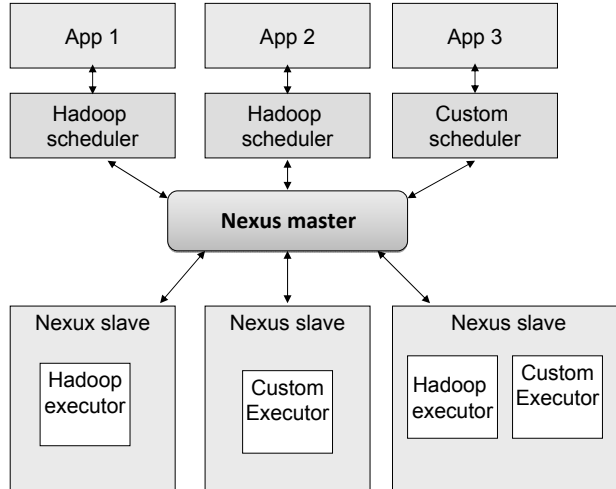 App 1
App 2
App 3
Hadoop
scheduler
Hadoop
scheduler
Custom
scheduler
Nexus master
Nexux slave
Hadoop
executor
Nexus slave
Custom
Executor
Nexus slave
Hadoop
executor
Custom
Executor